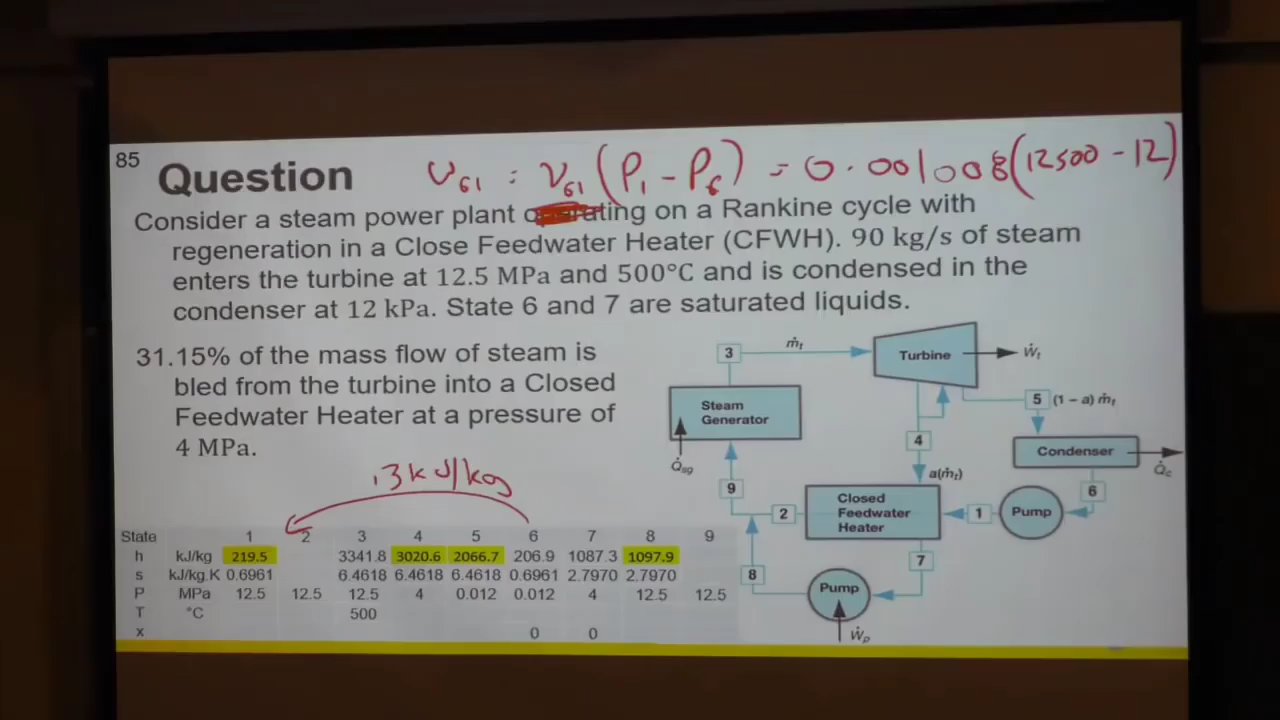 85
Question
υ61 = ν61 (P1 - P6) = 0.001008 (12500 - 12)
Consider a steam power plant operating on a Rankine cycle with
regeneration in a Close Feedwater Heater (CFWH). 90 kg/s of steam
enters the turbine at 12.5 MPa and 500°C and is condensed in the
condenser at 12 kPa. State 6 and 7 are saturated liquids.
31.15% of the mass flow of steam is
bled from the turbine into a Closed
Feedwater Heater at a pressure of
4 MPa.
13kJ/kg
State 1 2 3 4 5 6 7 8 9
h kJ/kg 219.5 3341.8 3020.6 2066.7 206.9 1087.3 1097.9
s kJ/kg.K 0.6961 6.4618 6.4618 6.4618 0.6961 2.7970 2.7970
P MPa 12.5 12.5 12.5 4 0.012 0.012 4 12.5 12.5
T °C 500
x 0 0
3
ṁt
Turbine
Ẇt
Steam
Generator
5 (1 – a) ṁt
4
Condenser
Q̇sg
a(ṁt)
Q̇c
9
6
Closed
Feedwater
Heater
2
1
Pump
7
8
Pump
Ẇp